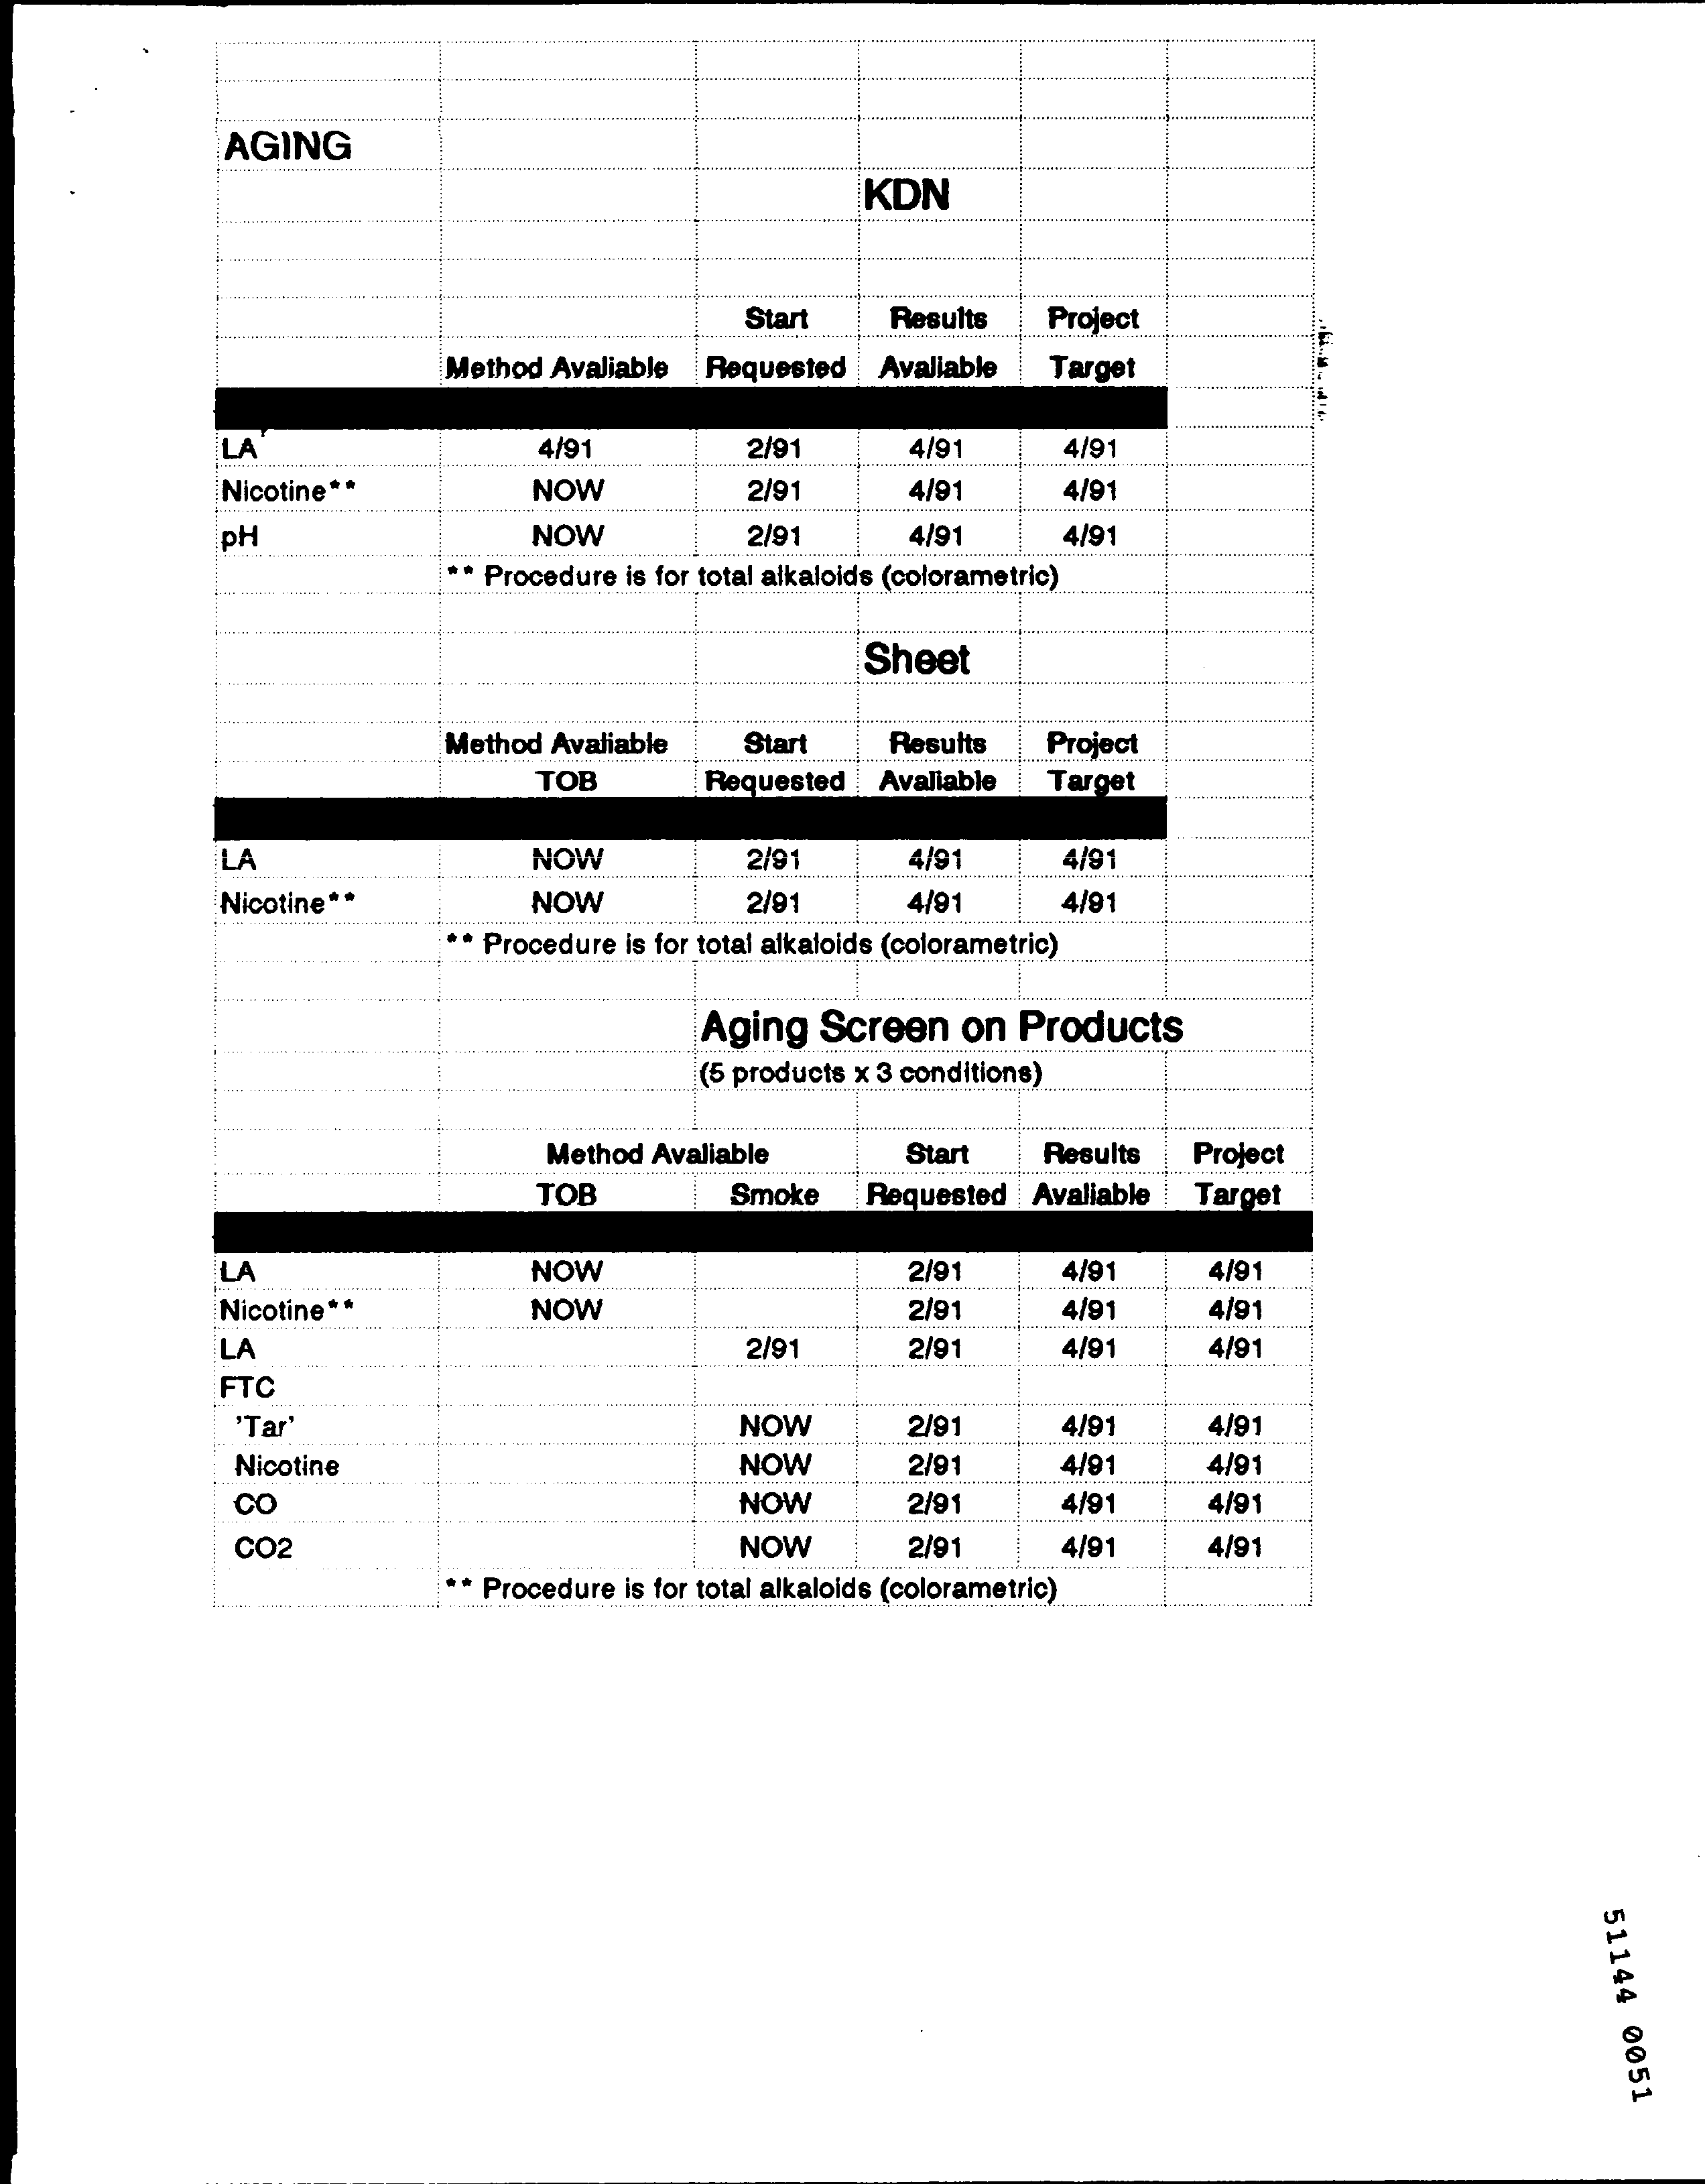 AGING
KDN
Start Results Project
Method Avaliable Requested Avaliable Target
LA 4/91 2/91 4/91 4/91
Nicotine** NOW 2/91 4/91 4/91
pH NOW 2/91 4/91 4/91
** Procedure is for total alkaloids (colorametric)
Sheet
Method Avaliable Start Results Project
TOB Requested Avaliable Target
LA NOW 2/91 4/91 4/91
Nicotine** NOW 2/91 4/91 4/91
** Procedure is for total alkaloids (colorametric)
Aging Screen on Products
(5 products x 3 conditions)
Method Avaliable Start Results Project
TOB Smoke Requested Avaliable Target
LA NOW 2/91 4/91 4/91
Nicotine** NOW 2/91 4/91 4/91
LA 2/91 2/91 4/91 4/91
FTC
'Tar' NOW 2/91 4/91 4/91
Nicotine NOW 2/91 4/91 4/91
CO NOW 2/91 4/91 4/91
CO2 NOW 2/91 4/91 4/91
** Procedure is for total alkaloids (colorametric)
51144 0051